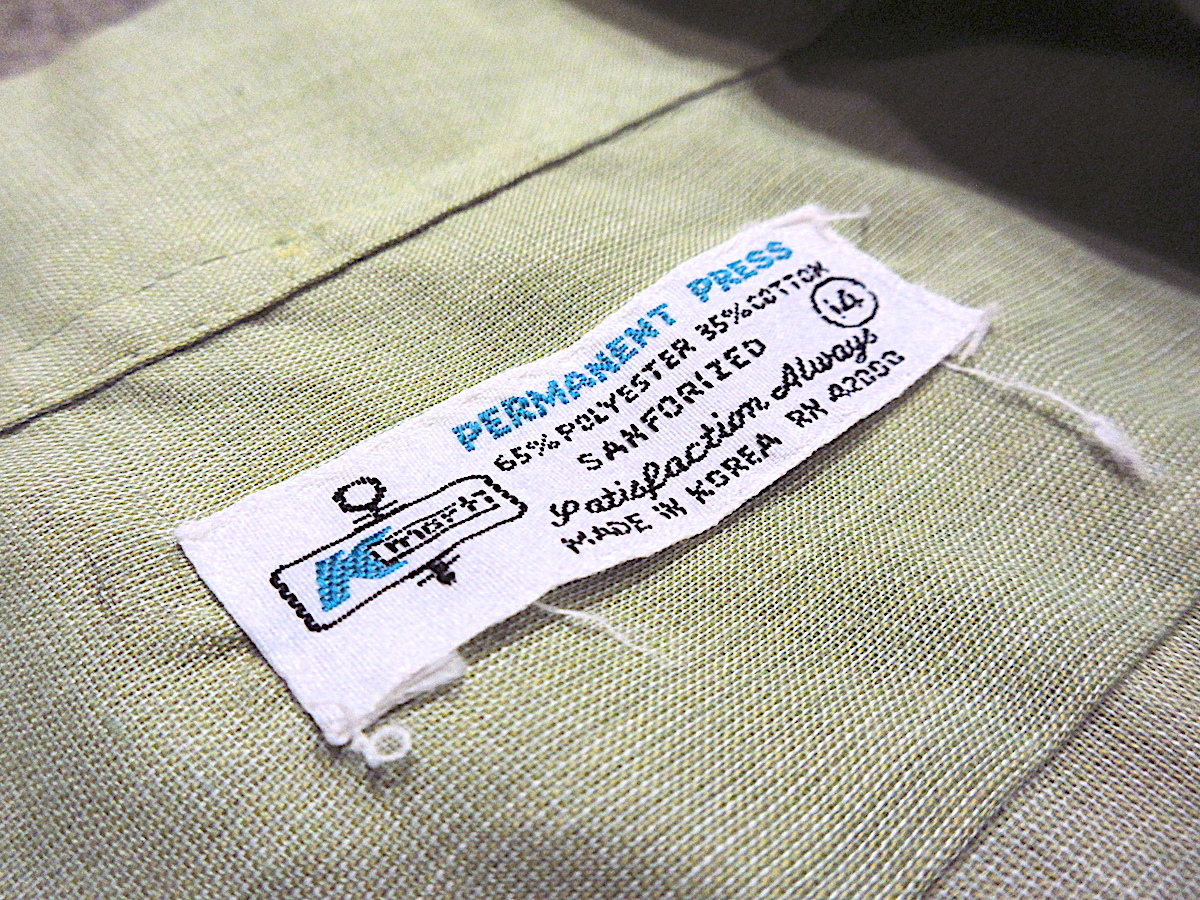 Kmart
PERMANENT PRESS
65% POLYESTER 35% COTTON
14
SANFORIZED
Satisfaction Always
MADE IN KOREA RN 42000